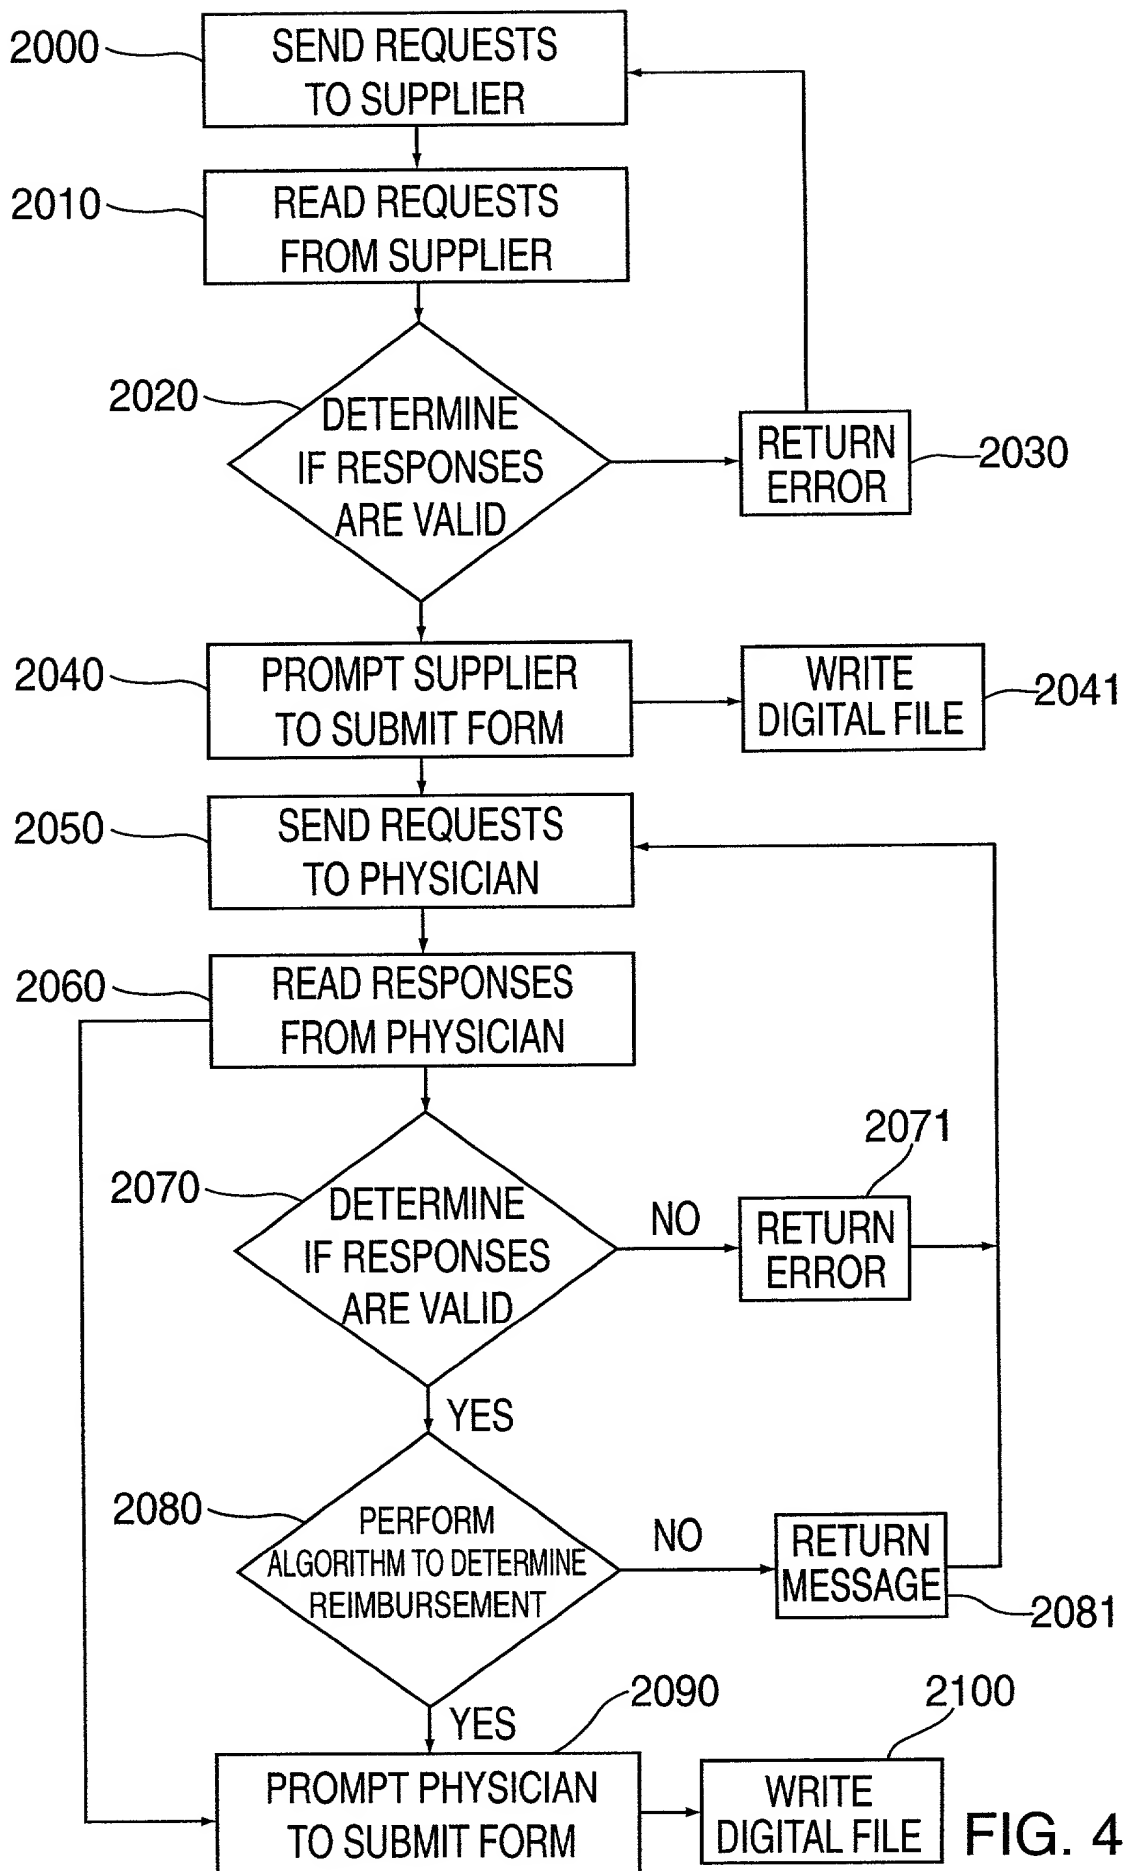 2000
SEND REQUESTS
TO SUPPLIER
2010
READ REQUESTS
FROM SUPPLIER
2020
DETERMINE
IF RESPONSES
ARE VALID
RETURN
ERROR
2030
2040
PROMPT SUPPLIER
TO SUBMIT FORM
WRITE
DIGITAL FILE
2041
2050
SEND REQUESTS
TO PHYSICIAN
2060
READ RESPONSES
FROM PHYSICIAN
2070
DETERMINE
IF RESPONSES
ARE VALID
NO
2071
RETURN
ERROR
YES
2080
PERFORM
ALGORITHM TO DETERMINE
REIMBURSEMENT
NO
RETURN
MESSAGE
2081
YES
2090
PROMPT PHYSICIAN
TO SUBMIT FORM
2100
WRITE
DIGITAL FILE
FIG. 4